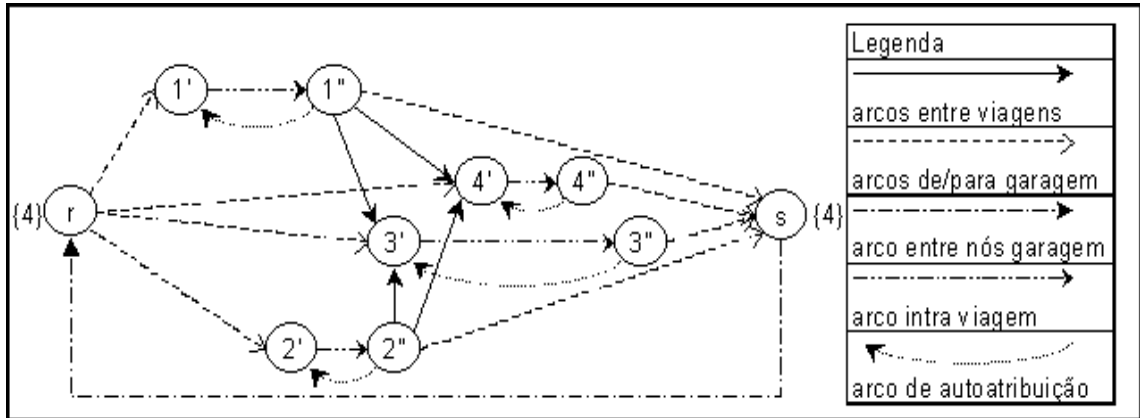 1'
1"
4'
4"
{4}
r
s
{4}
3'
3"
2'
2"
Legenda
arcos entre viagens
arcos de/para garagem
arco entre nós garagem
arco intra viagem
arco de autoatribuição